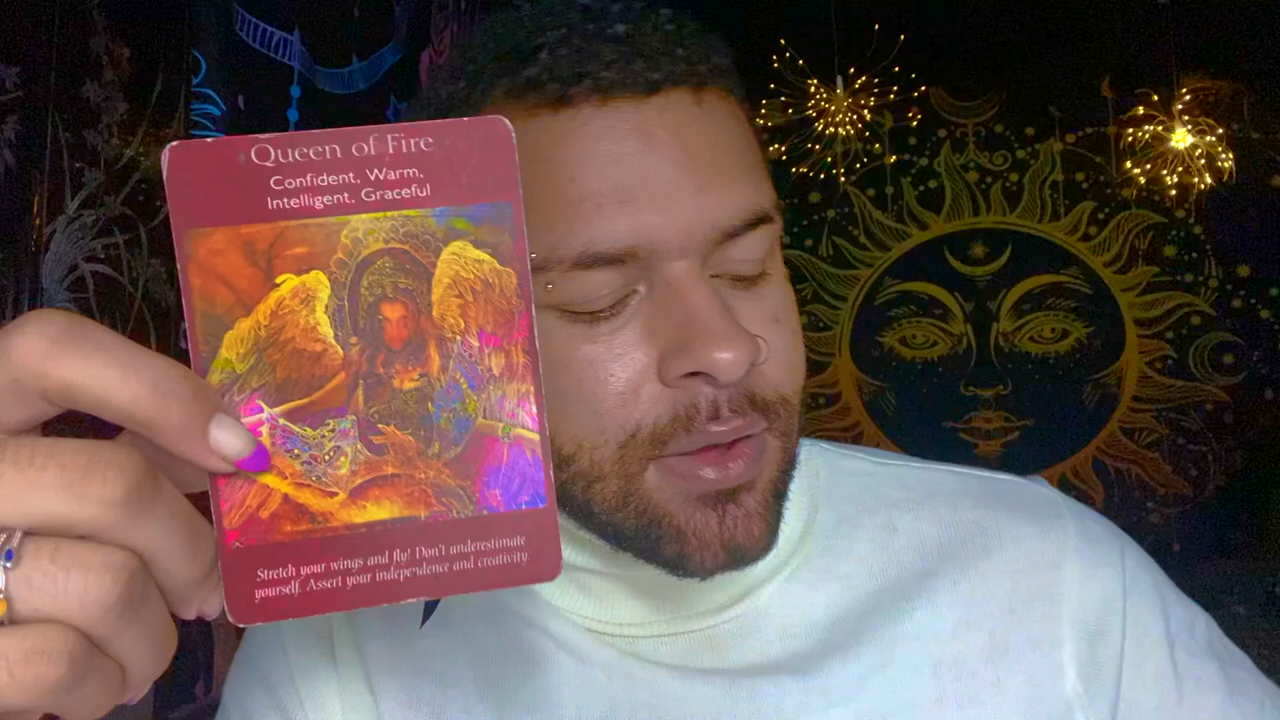 Queen of Fire
Confident, Warm,
Intelligent, Graceful
Stretch your wings and fly! Don't underestimate
yourself. Assert your independence and creativity.